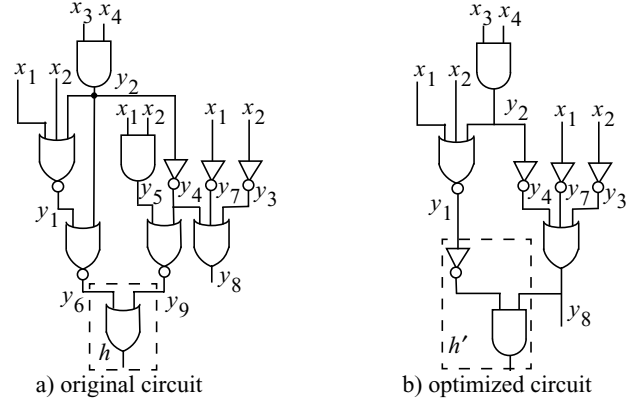 x3 x4
x1 x2
y2
x1 x2
x1
x2
y5
y4
y7
y3
y1
y8
y6
y9
h
a) original circuit
x3 x4
x1 x2
y2
x1
x2
y4
y7
y3
y1
y8
h′
b) optimized circuit